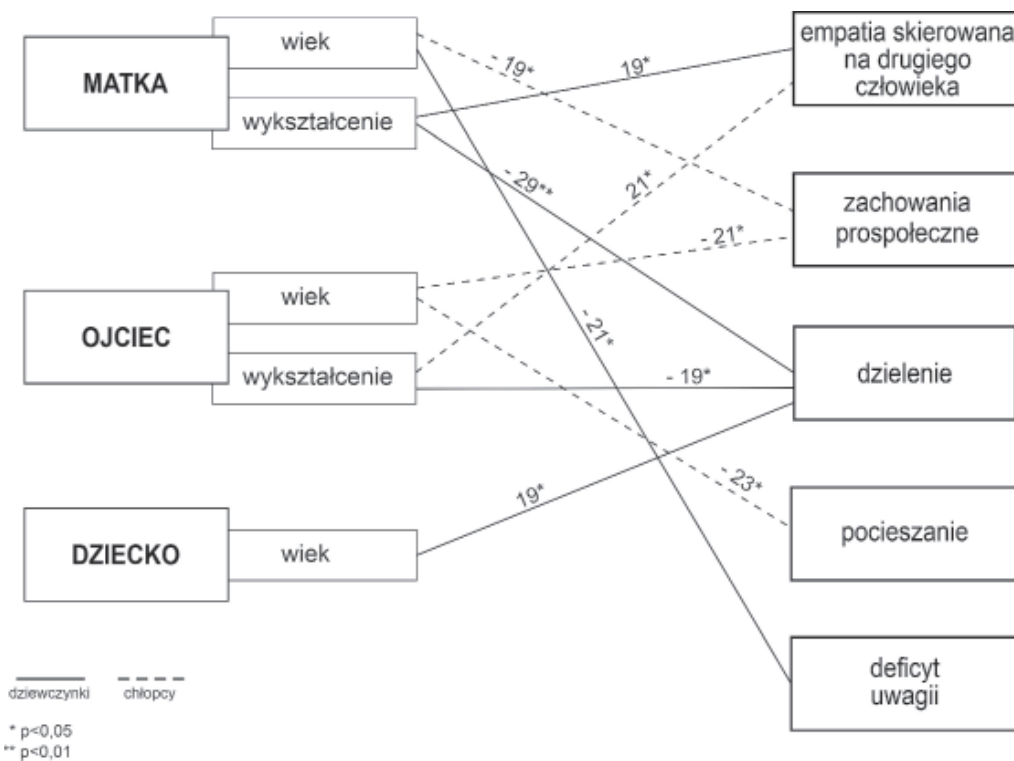 MATKA
wiek
wykształcenie
OJCIEC
wiek
wykształcenie
DZIECKO
wiek
- 19*
19*
- 29**
21*
- 21*
- 21*
- 19*
- 23*
19*
empatia skierowana
na drugiego
człowieka
zachowania
prospołeczne
dzielenie
pocieszanie
deficyt
uwagii
dziewczynki
chłopcy
* p<0,05
** p<0,01